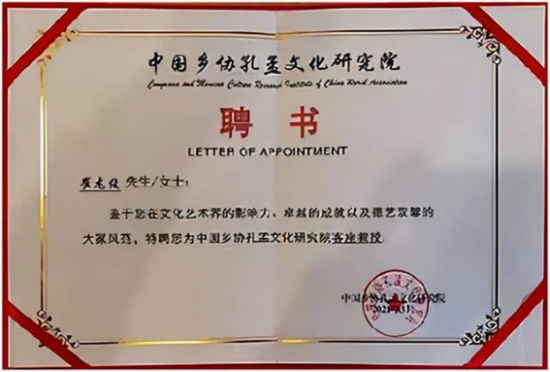 中国乡协孔孟文化研究院
Confucius and Mencius Culture Research Institute of China Rural Association
聘 书
LETTER OF APPOINTMENT
先生/女士:
鉴于您在文化艺术界的影响力、卓越的成就以及德艺双馨的
大家风范,特聘您为中国乡协孔孟文化研究院客座教授。
中国乡协孔孟文化研究院